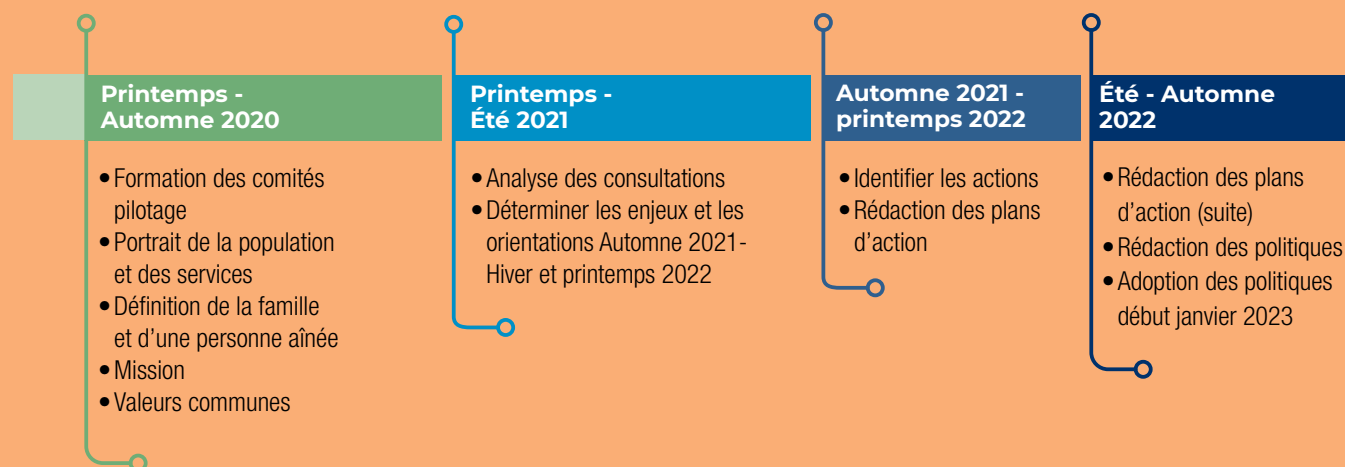 Printemps -
Automne 2020
• Formation des comités
pilotage
• Portrait de la population
et des services
• Définition de la famille
et d’une personne aînée
• Mission
• Valeurs communes
Printemps -
Été 2021
• Analyse des consultations
• Déterminer les enjeux et les
orientations Automne 2021-
Hiver et printemps 2022
Automne 2021 -
printemps 2022
• Identifier les actions
• Rédaction des plans
d’action
Été - Automne
2022
• Rédaction des plans
d’action (suite)
• Rédaction des politiques
• Adoption des politiques
début janvier 2023